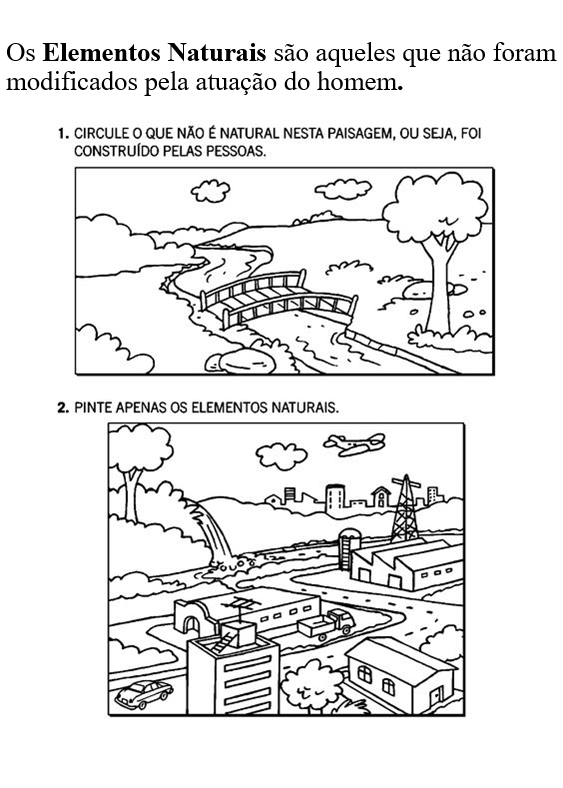 Os Elementos Naturais são aqueles que não foram
modificados pela atuação do homem.
1. CIRCULE O QUE NÃO É NATURAL NESTA PAISAGEM, OU SEJA, FOI
CONSTRUÍDO PELAS PESSOAS.
2. PINTE APENAS OS ELEMENTOS NATURAIS.